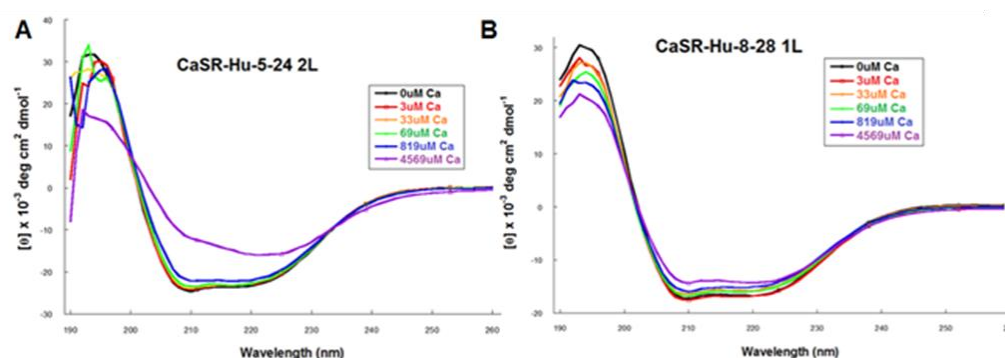 A
CaSR-Hu-5-24 2L
0uM Ca
3uM Ca
33uM Ca
69uM Ca
819uM Ca
4569uM Ca
[θ] x 10⁻³ deg cm² dmol⁻¹
40
30
20
10
0
-10
-20
-30
190 200 210 220 230 240 250 260
Wavelength (nm)
B
CaSR-Hu-8-28 1L
0uM Ca
3uM Ca
33uM Ca
69uM Ca
819uM Ca
4569uM Ca
[θ] x 10⁻³ deg cm² dmol⁻¹
30
20
10
0
-10
-20
190 200 210 220 230 240 250
Wavelength (nm)